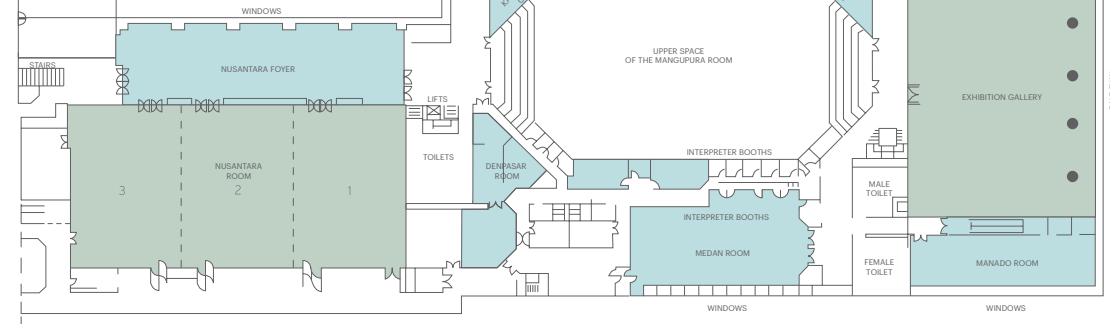 WINDOWS
STAIRS
NUSANTARA FOYER
UPPER SPACE
OF THE MANGUPURA ROOM
LIFTS
EXHIBITION GALLERY
TOILETS
INTERPRETER BOOTHS
NUSANTARA
ROOM
DENPASAR
ROOM
3
2
1
MALE
TOILET
INTERPRETER BOOTHS
MEDAN ROOM
FEMALE
TOILET
MANADO ROOM
WINDOWS
WINDOWS